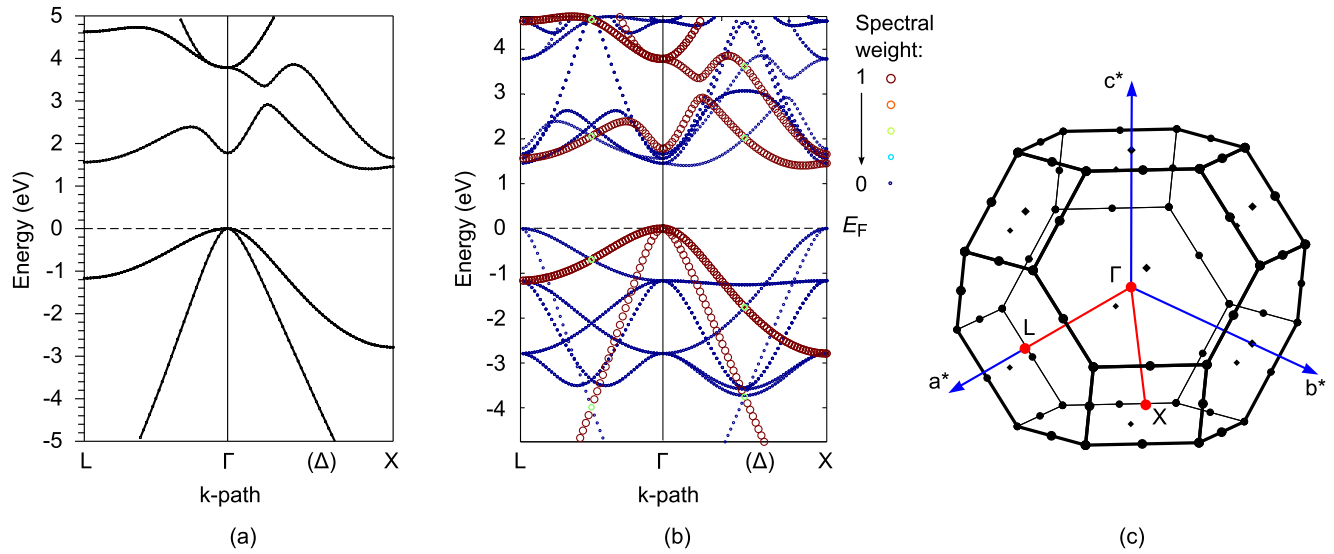 5
4
3
2
1
0
-1
-2
-3
-4
-5
Energy (eV)
L
Γ
(Δ)
X
k-path
(a)
4
3
2
1
0
-1
-2
-3
-4
Energy (eV)
L
Γ
(Δ)
X
k-path
(b)
Spectral
weight:
1
0
E_F
c*
Γ
L
a*
b*
X
(c)